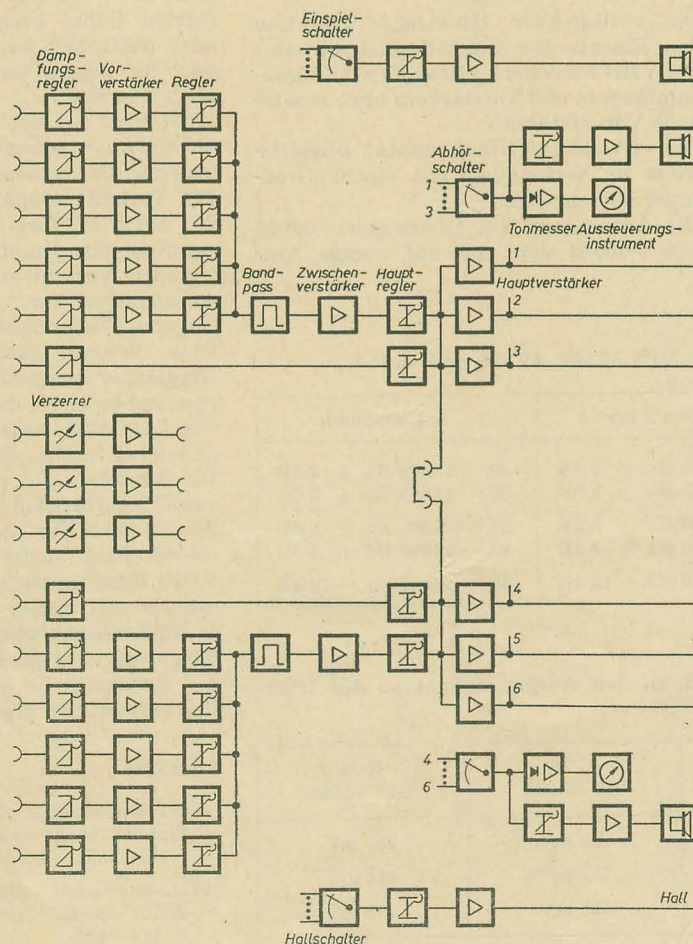 Einspiel-
schalter
Dämp-
fungs-
regler
Vor-
verstärker
Regler
Abhör-
schalter
1
3
Tonmesser
Aussteuerungs-
instrument
1
Hauptverstärker
2
3
Band-
pass
Zwischen-
verstärker
Haupt-
regler
Verzerrer
4
5
6
4
6
Hall
Hallschalter